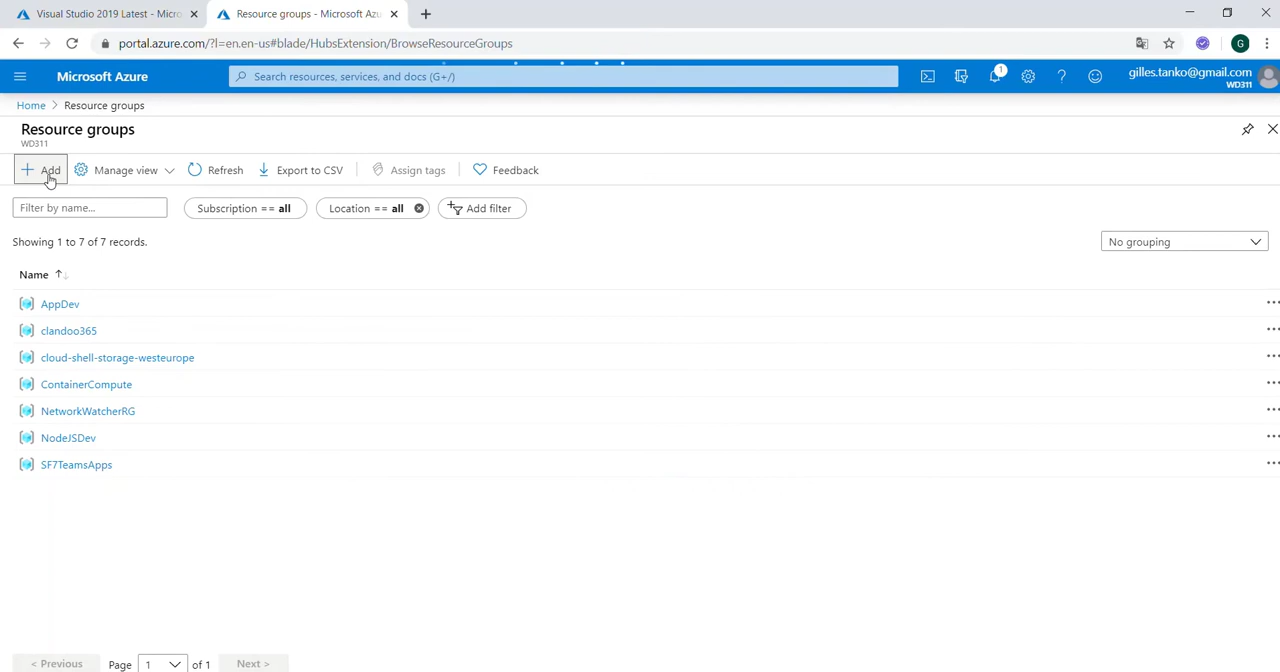 Visual Studio 2019 Latest - Micro
Resource groups - Microsoft Azu
portal.azure.com/?l=en.en-us#blade/HubsExtension/BrowseResourceGroups
G
Microsoft Azure
Search resources, services, and docs (G+/)
1
gilles.tanko@gmail.com
WD311
Home > Resource groups
Resource groups
WD311
Add
Manage view
Refresh
Export to CSV
Assign tags
Feedback
Filter by name...
Subscription == all
Location == all
Add filter
Showing 1 to 7 of 7 records.
No grouping
Name
AppDev
clandoo365
cloud-shell-storage-westeurope
ContainerCompute
NetworkWatcherRG
NodeJSDev
SF7TeamsApps
< Previous
Page 1 of 1
Next >